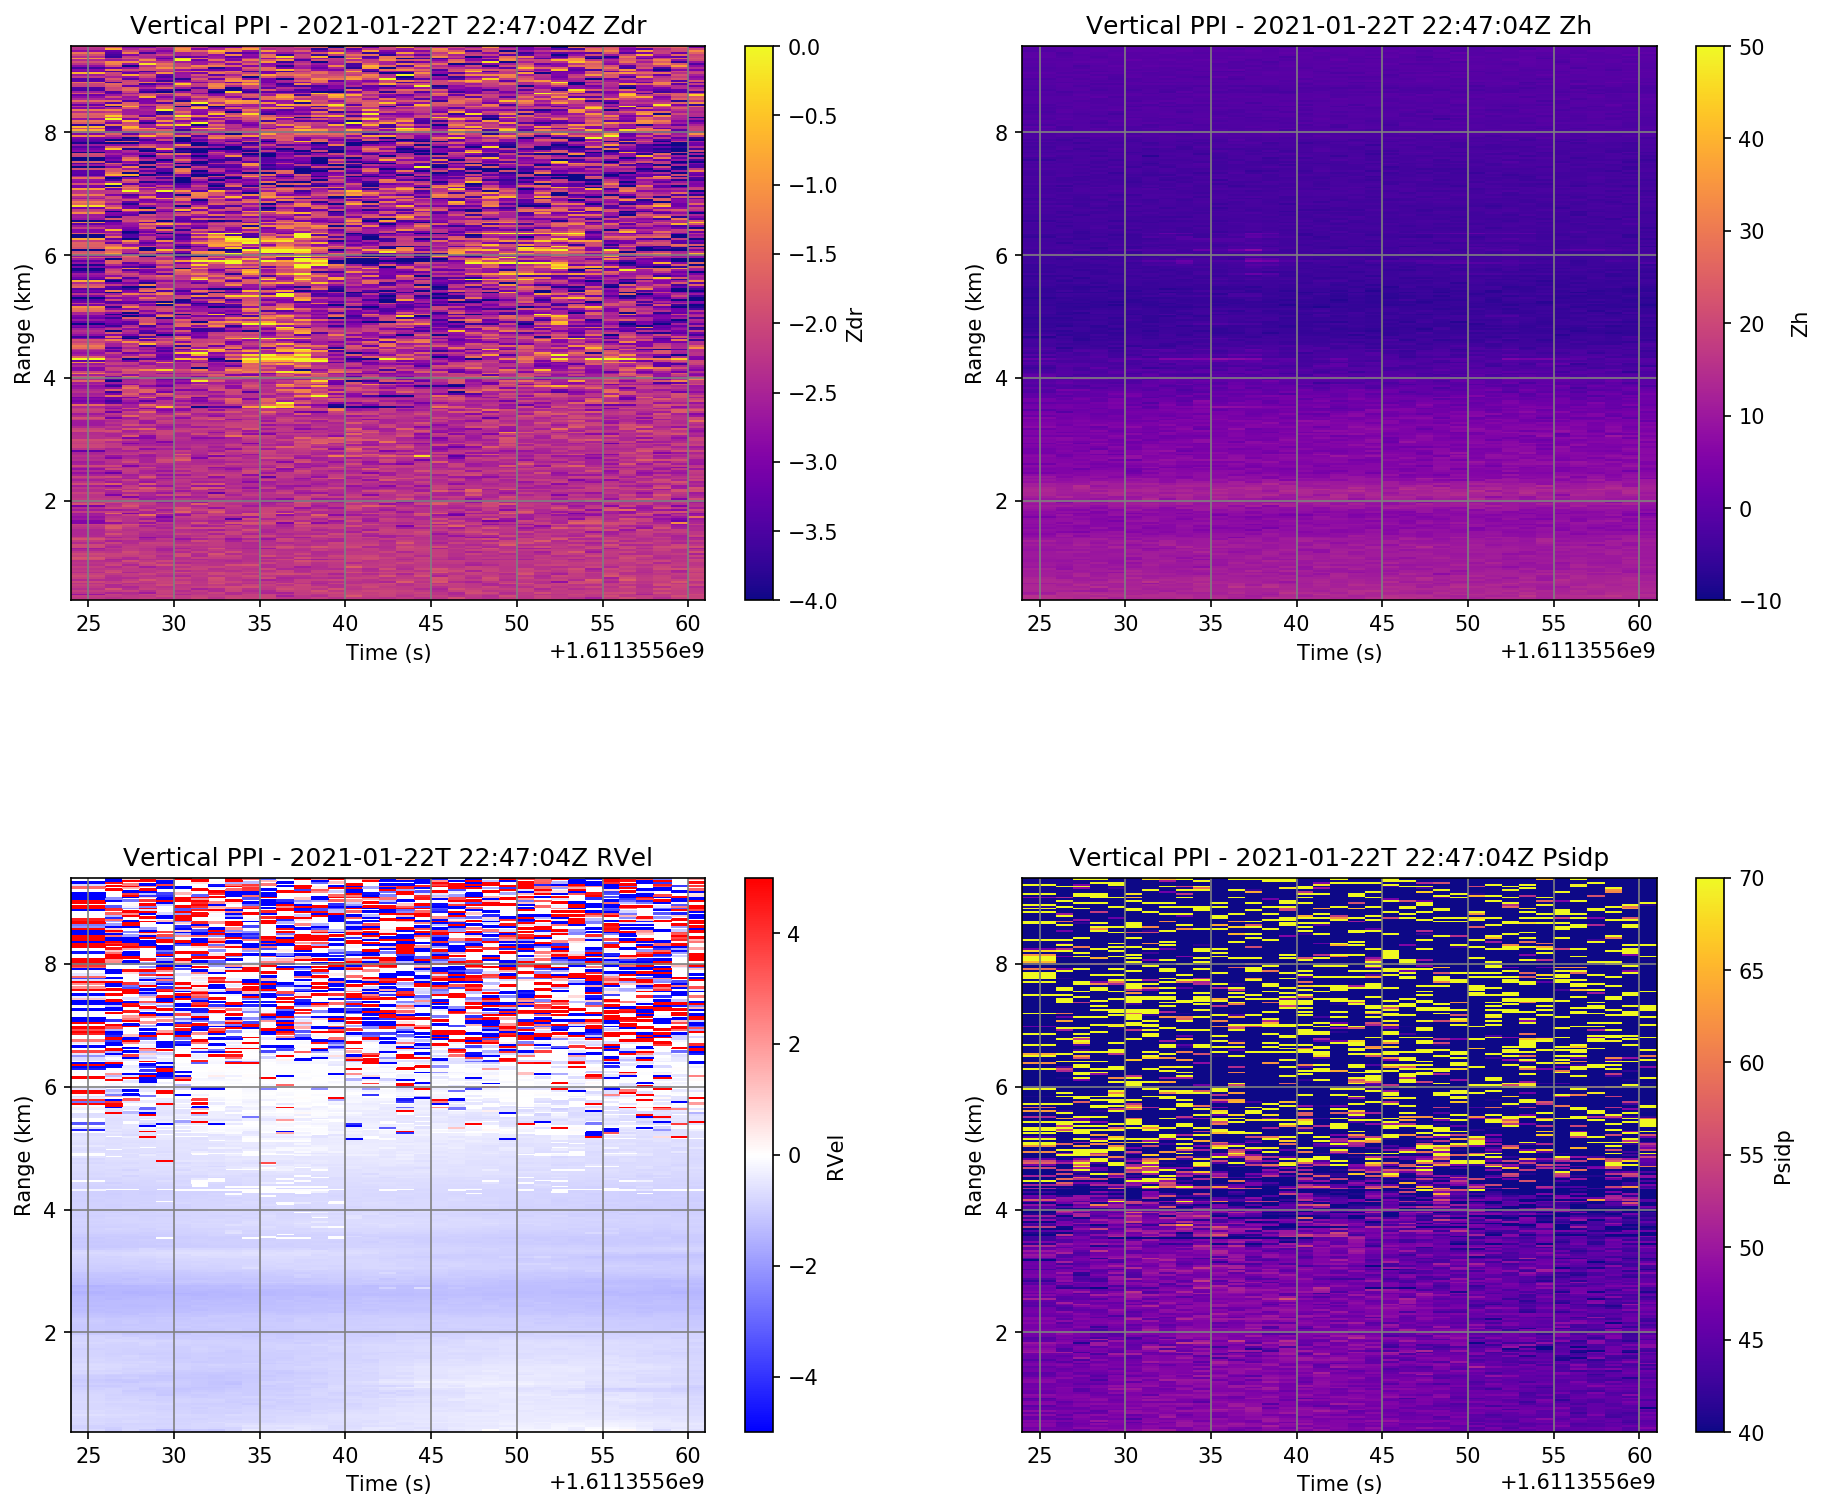 Vertical PPI - 2021-01-22T 22:47:04Z Zdr
8
6
4
2
Range (km)
25 30 35 40 45 50 55 60
Time (s)
+1.6113556e9
0.0
−0.5
−1.0
−1.5
−2.0
−2.5
−3.0
−3.5
−4.0
Zdr
Vertical PPI - 2021-01-22T 22:47:04Z Zh
8
6
4
2
Range (km)
25 30 35 40 45 50 55 60
Time (s)
+1.6113556e9
50
40
30
20
10
0
−10
Zh
Vertical PPI - 2021-01-22T 22:47:04Z RVel
8
6
4
2
Range (km)
25 30 35 40 45 50 55 60
Time (s)
+1.6113556e9
4
2
0
−2
−4
RVel
Vertical PPI - 2021-01-22T 22:47:04Z Psidp
8
6
4
2
Range (km)
25 30 35 40 45 50 55 60
Time (s)
+1.6113556e9
70
65
60
55
50
45
40
Psidp